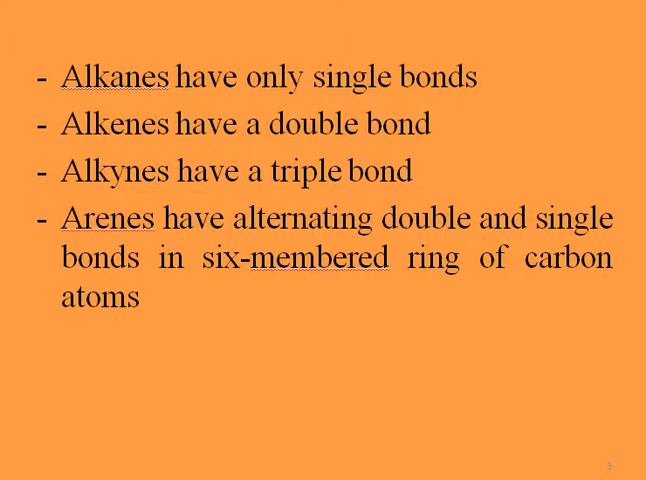 - Alkanes have only single bonds
- Alkenes have a double bond
- Alkynes have a triple bond
- Arenes have alternating double and single
bonds in six-membered ring of carbon
atoms